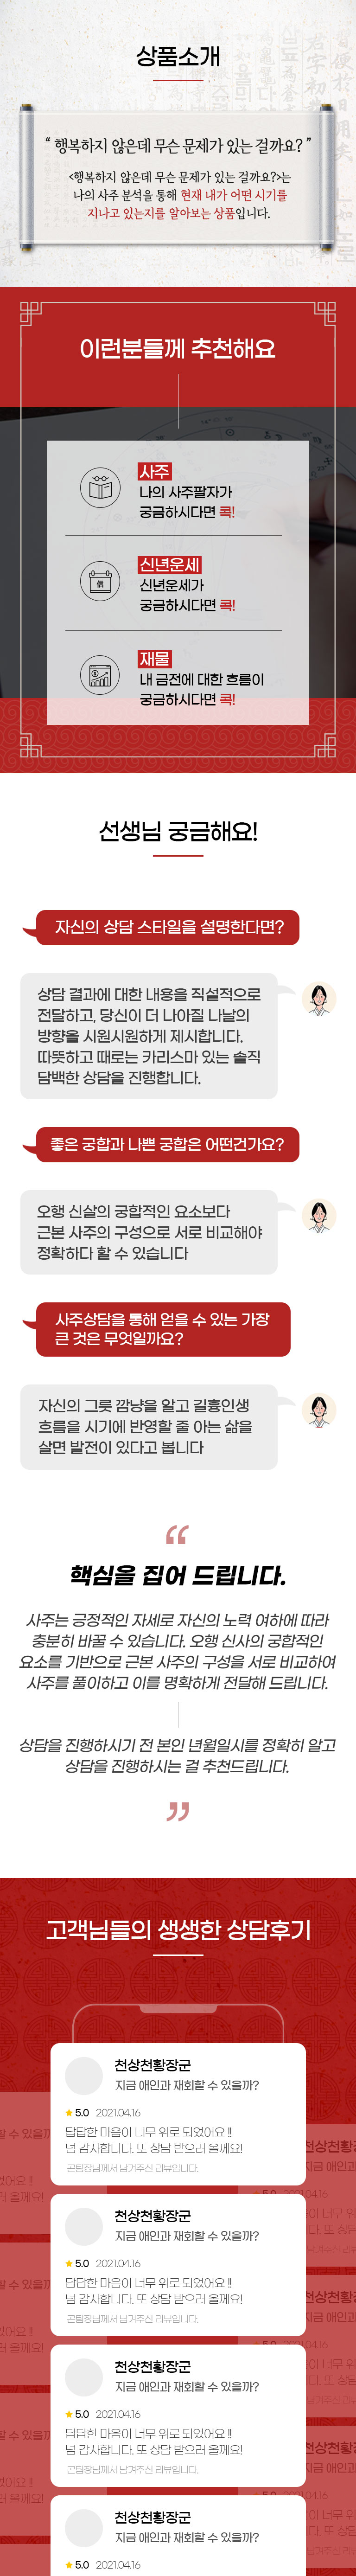 상품소개
“ 행복하지 않은데 무슨 문제가 있는 걸까요? ”
<행복하지 않은데 무슨 문제가 있는 걸까요?>는
나의 사주 분석을 통해 현재 내가 어떤 시기를
지나고 있는지를 알아보는 상품입니다.
이런분들께 추천해요
사주
나의 사주팔자가
궁금하시다면 콕!
신년운세
신년운세가
궁금하시다면 콕!
재물
내 금전에 대한 흐름이
궁금하시다면 콕!
선생님 궁금해요!
자신의 상담 스타일을 설명한다면?
상담 결과에 대한 내용을 직설적으로
전달하고, 당신이 더 나아질 나날의
방향을 시원시원하게 제시합니다.
따뜻하고 때로는 카리스마 있는 솔직
담백한 상담을 진행합니다.
좋은 궁합과 나쁜 궁합은 어떤건가요?
오행 신살의 궁합적인 요소보다
근본 사주의 구성으로 서로 비교해야
정확하다 할 수 있습니다
사주상담을 통해 얻을 수 있는 가장
큰 것은 무엇일까요?
자신의 그릇 깜냥을 알고 길흉인생
흐름을 시기에 반영할 줄 아는 삶을
살면 발전이 있다고 봅니다
“
핵심을 집어 드립니다.
사주는 긍정적인 자세로 자신의 노력 여하에 따라
충분히 바꿀 수 있습니다. 오행 신사의 궁합적인
요소를 기반으로 근본 사주의 구성을 서로 비교하여
사주를 풀이하고 이를 명확하게 전달해 드립니다.
상담을 진행하시기 전 본인 년월일시를 정확히 알고
상담을 진행하시는 걸 추천드립니다.
”
고객님들의 생생한 상담후기
천상천황장군
지금 애인과 재회할 수 있을까?
5.0 2021.04.16
답답한 마음이 너무 위로 되었어요 !!
넘 감사합니다. 또 상담 받으러 올께요!
곤팀장님께서 남겨주신 리뷰입니다.
천상천황장군
지금 애인과 재회할 수 있을까?
5.0 2021.04.16
답답한 마음이 너무 위로 되었어요 !!
넘 감사합니다. 또 상담 받으러 올께요!
곤팀장님께서 남겨주신 리뷰입니다.
천상천황장군
지금 애인과 재회할 수 있을까?
5.0 2021.04.16
답답한 마음이 너무 위로 되었어요 !!
넘 감사합니다. 또 상담 받으러 올께요!
곤팀장님께서 남겨주신 리뷰입니다.
천상천황장군
지금 애인과 재회할 수 있을까?
5.0 2021.04.16